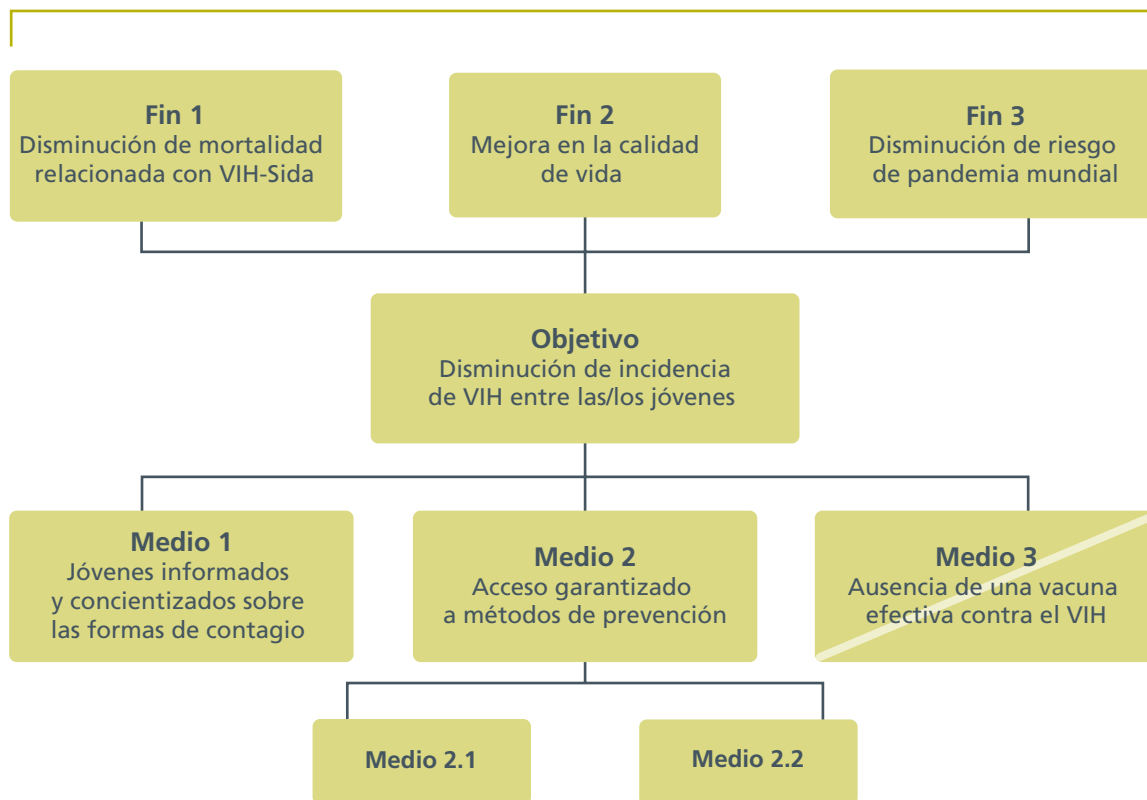 Fin 1
Disminución de mortalidad
relacionada con VIH-Sida
Fin 2
Mejora en la calidad
de vida
Fin 3
Disminución de riesgo
de pandemia mundial
Objetivo
Disminución de incidencia
de VIH entre las/los jóvenes
Medio 1
Jóvenes informados
y concientizados sobre
las formas de contagio
Medio 2
Acceso garantizado
a métodos de prevención
Medio 3
Ausencia de una vacuna
efectiva contra el VIH
Medio 2.1
Medio 2.2